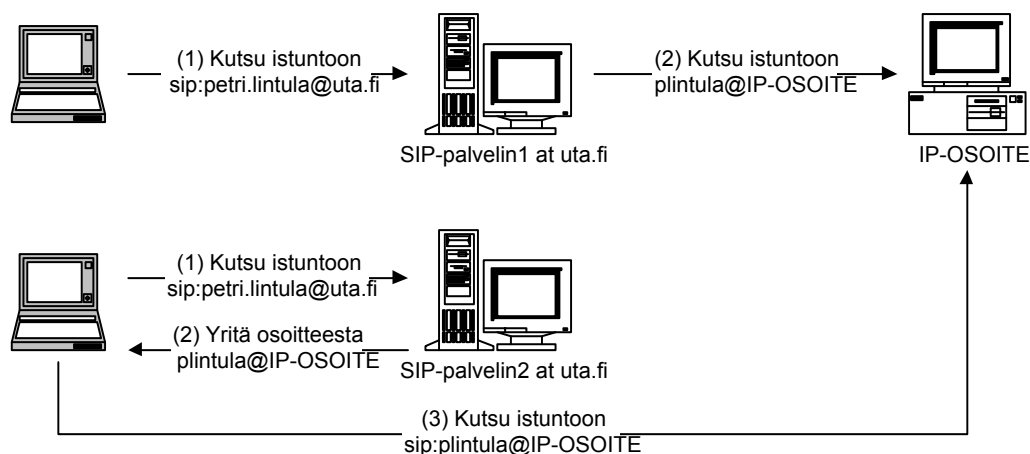 (1) Kutsu istuntoon
sip:petri.lintula@uta.fi
(2) Kutsu istuntoon
plintula@IP-OSOITE
SIP-palvelin1 at uta.fi
IP-OSOITE
(1) Kutsu istuntoon
sip:petri.lintula@uta.fi
(2) Yritä osoitteesta
plintula@IP-OSOITE
SIP-palvelin2 at uta.fi
(3) Kutsu istuntoon
sip:plintula@IP-OSOITE